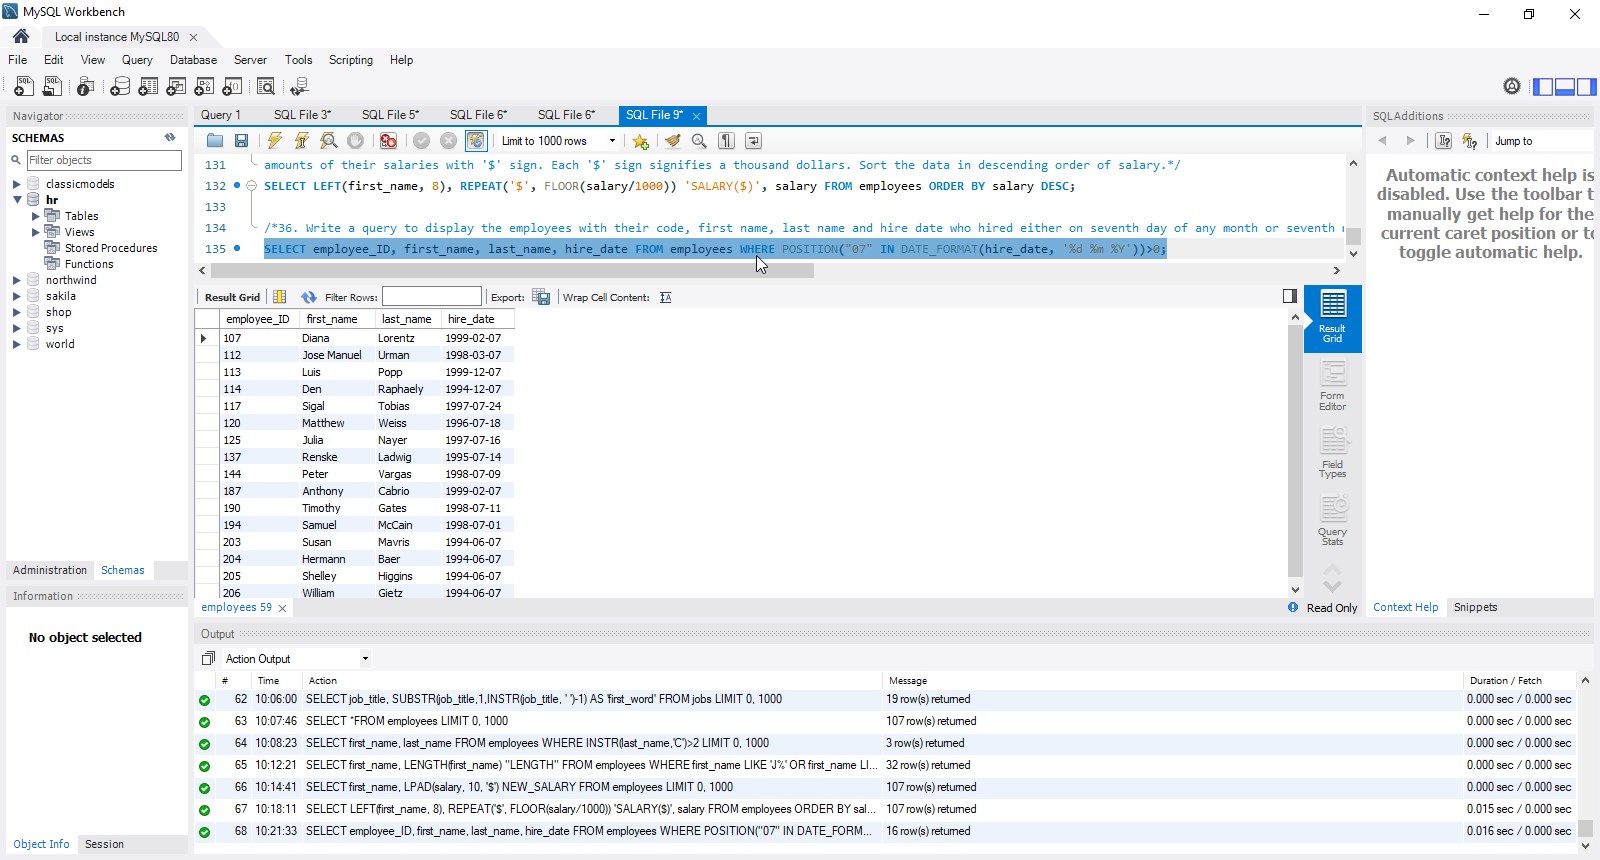 MySQL Workbench
Local instance MySQL80
File Edit View Query Database Server Tools Scripting Help
Navigator
SCHEMAS
Filter objects
classicmodels
hr
Tables
Views
Stored Procedures
Functions
northwind
sakila
shop
sys
world
Administration Schemas
Information
No object selected
Object Info Session
Query 1 SQL File 3* SQL File 5* SQL File 6* SQL File 6* SQL File 9*
Limit to 1000 rows
131 amounts of their salaries with '$' sign. Each '$' sign signifies a thousand dollars. Sort the data in descending order of salary.*/
132 SELECT LEFT(first_name, 8), REPEAT('$', FLOOR(salary/1000)) 'SALARY($)', salary FROM employees ORDER BY salary DESC;
133
134 /*36. Write a query to display the employees with their code, first name, last name and hire date who hired either on seventh day of any month or seventh
135 SELECT employee_ID, first_name, last_name, hire_date FROM employees WHERE POSITION("07" IN DATE_FORMAT(hire_date, '%d %m %Y'))>0;
Result Grid Filter Rows: Export: Wrap Cell Content:
employee_ID first_name last_name hire_date
107 Diana Lorentz 1999-02-07
112 Jose Manuel Urman 1998-03-07
113 Luis Popp 1999-12-07
114 Den Raphaely 1994-12-07
117 Sigal Tobias 1997-07-24
120 Matthew Weiss 1996-07-18
125 Julia Nayer 1997-07-16
137 Renske Ladwig 1995-07-14
144 Peter Vargas 1998-07-09
187 Anthony Cabrio 1999-02-07
190 Timothy Gates 1998-07-11
194 Samuel McCain 1998-07-01
203 Susan Mavris 1994-06-07
204 Hermann Baer 1994-06-07
205 Shelley Higgins 1994-06-07
206 William Gietz 1994-06-07
Result
Grid
Form
Editor
Field
Types
Query
Stats
employees 59
Read Only
SQLAdditions
Jump to
Automatic context help is
disabled. Use the toolbar t
manually get help for the
current caret position or to
toggle automatic help.
Context Help Snippets
Output
Action Output
# Time Action Message Duration / Fetch
62 10:06:00 SELECT job_title, SUBSTR(job_title,1,INSTR(job_title, ' ')-1) AS 'first_word' FROM jobs LIMIT 0, 1000 19 row(s) returned 0.000 sec / 0.000 sec
63 10:07:46 SELECT *FROM employees LIMIT 0, 1000 107 row(s) returned 0.000 sec / 0.000 sec
64 10:08:23 SELECT first_name, last_name FROM employees WHERE INSTR(last_name,'C')>2 LIMIT 0, 1000 3 row(s) returned 0.000 sec / 0.000 sec
65 10:12:21 SELECT first_name, LENGTH(first_name) "LENGTH" FROM employees WHERE first_name LIKE 'J%' OR first_name LI... 32 row(s) returned 0.000 sec / 0.000 sec
66 10:14:41 SELECT first_name, LPAD(salary, 10, '$') NEW_SALARY FROM employees LIMIT 0, 1000 107 row(s) returned 0.000 sec / 0.000 sec
67 10:18:11 SELECT LEFT(first_name, 8), REPEAT('$', FLOOR(salary/1000)) 'SALARY($)', salary FROM employees ORDER BY sal... 107 row(s) returned 0.015 sec / 0.000 sec
68 10:21:33 SELECT employee_ID, first_name, last_name, hire_date FROM employees WHERE POSITION("07" IN DATE_FORM... 16 row(s) returned 0.016 sec / 0.000 sec